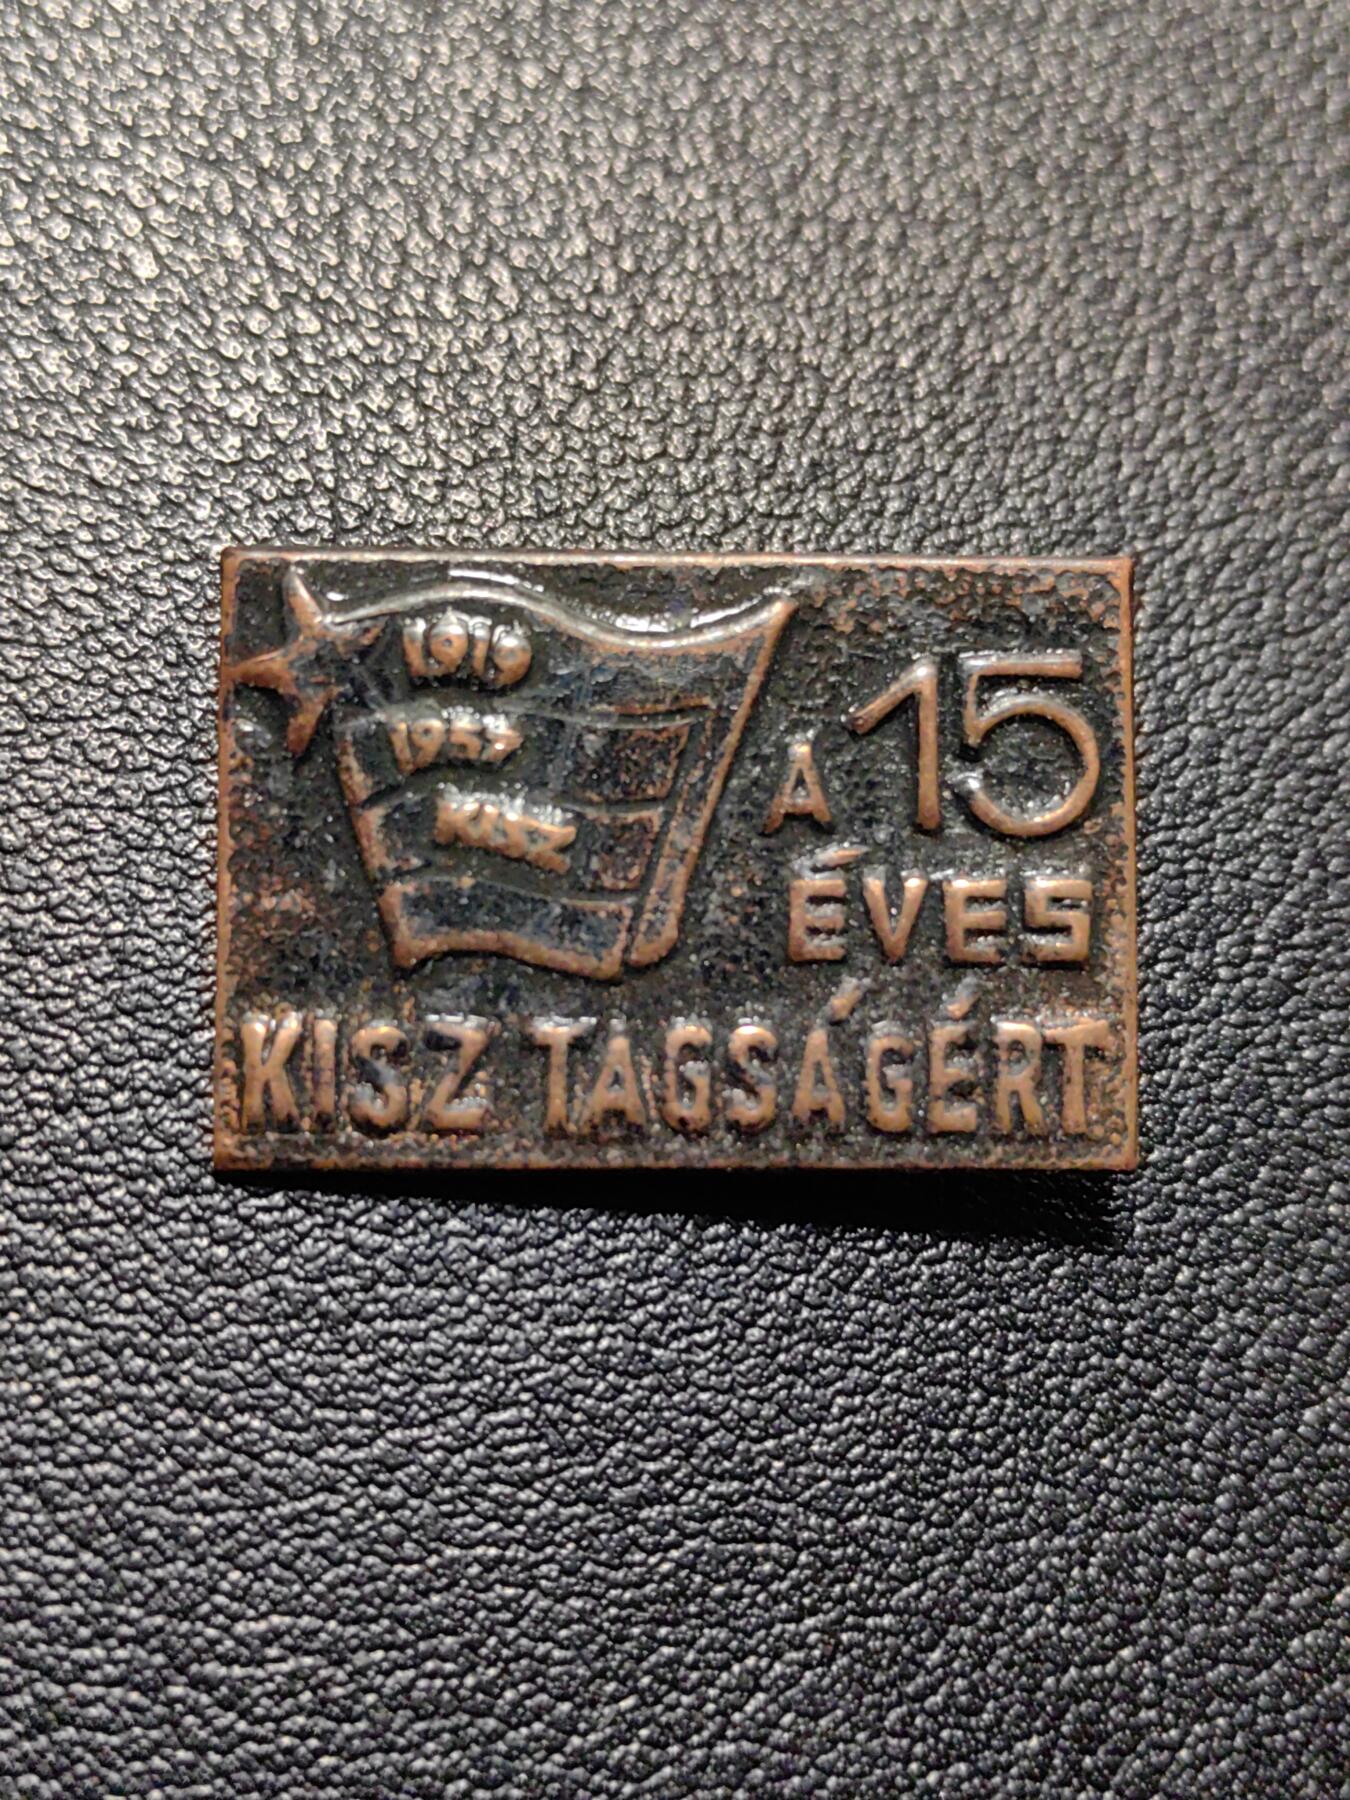 1919
1957
KISZ
A 15
ÉVES
KISZ TAGSÁGÉRT